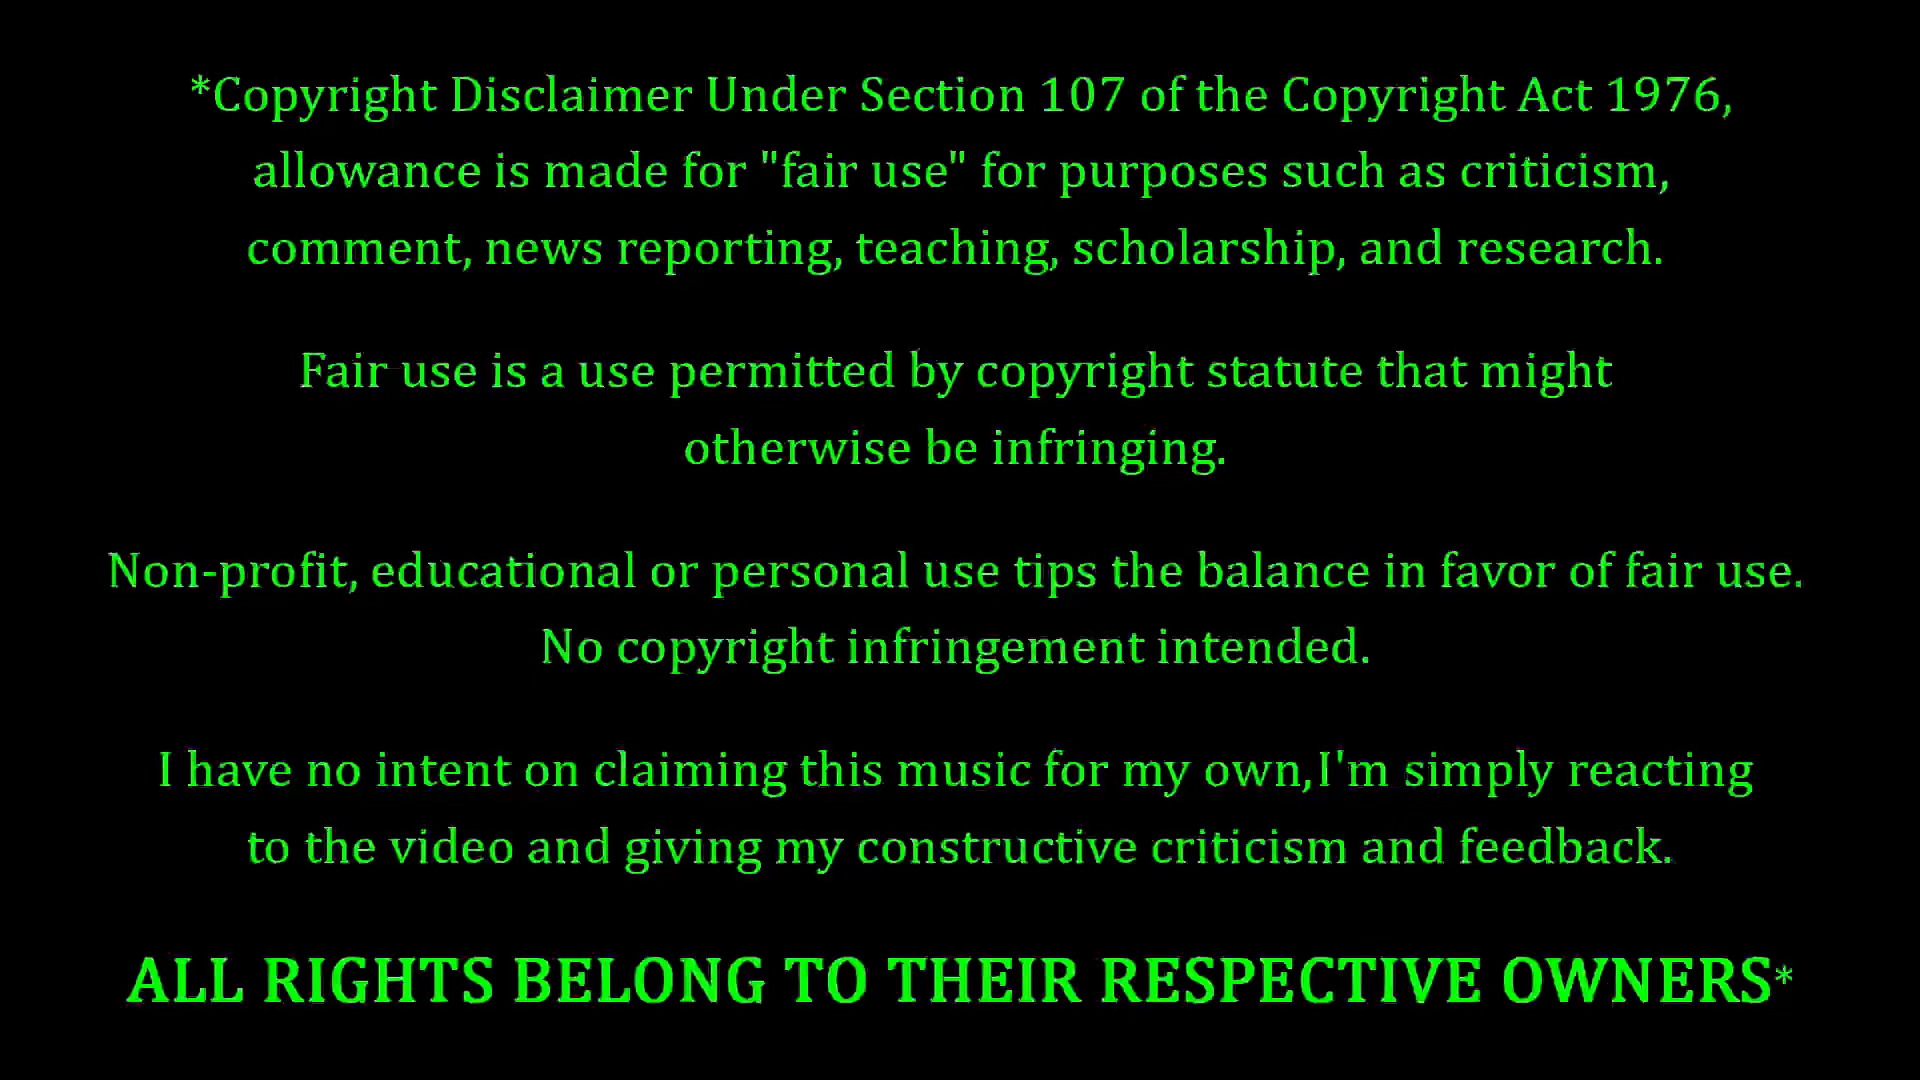 *Copyright Disclaimer Under Section 107 of the Copyright Act 1976,
allowance is made for "fair use" for purposes such as criticism,
comment, news reporting, teaching, scholarship, and research.
Fair use is a use permitted by copyright statute that might
otherwise be infringing.
Non-profit, educational or personal use tips the balance in favor of fair use.
No copyright infringement intended.
I have no intent on claiming this music for my own,I'm simply reacting
to the video and giving my constructive criticism and feedback.
ALL RIGHTS BELONG TO THEIR RESPECTIVE OWNERS*